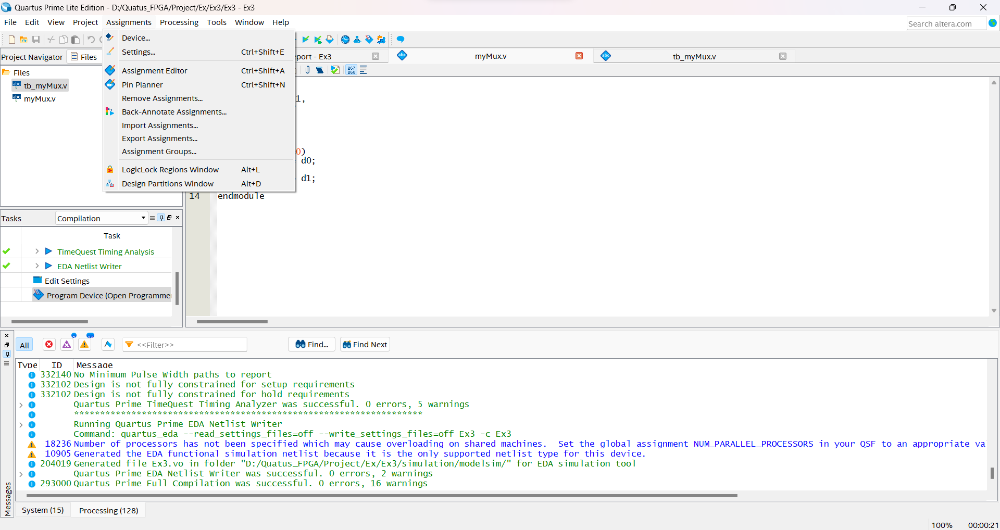 Quartus Prime Lite Edition - D:/Quatus_FPGA/Project/Ex/Ex3/Ex3 - Ex3
File Edit View Project Assignments Processing Tools Window Help
Search altera.com
Device...
Settings... Ctrl+Shift+E
Assignment Editor Ctrl+Shift+A
Pin Planner Ctrl+Shift+N
Remove Assignments...
Back-Annotate Assignments...
Import Assignments...
Export Assignments...
Assignment Groups...
LogicLock Regions Window Alt+L
Design Partitions Window Alt+D
Project Navigator Files
port - Ex3 myMux.v tb_myMux.v
267
268
Files
tb_myMux.v
myMux.v
1,
0)
d0;
d1;
14 endmodule
Tasks Compilation
Task
TimeQuest Timing Analysis
EDA Netlist Writer
Edit Settings
Program Device (Open Programmer
All <<Filter>> Find... Find Next
Type ID Message
332140 No Minimum Pulse Width paths to report
332102 Design is not fully constrained for setup requirements
332102 Design is not fully constrained for hold requirements
Quartus Prime TimeQuest Timing Analyzer was successful. 0 errors, 5 warnings
*******************************************************************
Running Quartus Prime EDA Netlist Writer
Command: quartus_eda --read_settings_files=off --write_settings_files=off Ex3 -c Ex3
18236 Number of processors has not been specified which may cause overloading on shared machines.  Set the global assignment NUM_PARALLEL_PROCESSORS in your QSF to an appropriate va
10905 Generated the EDA functional simulation netlist because it is the only supported netlist type for this device.
204019 Generated file Ex3.vo in folder "D:/Quatus_FPGA/Project/Ex/Ex3/simulation/modelsim/" for EDA simulation tool
Quartus Prime EDA Netlist Writer was successful. 0 errors, 2 warnings
293000 Quartus Prime Full Compilation was successful. 0 errors, 16 warnings
Messages
System (15) Processing (128)
100% 00:00:21